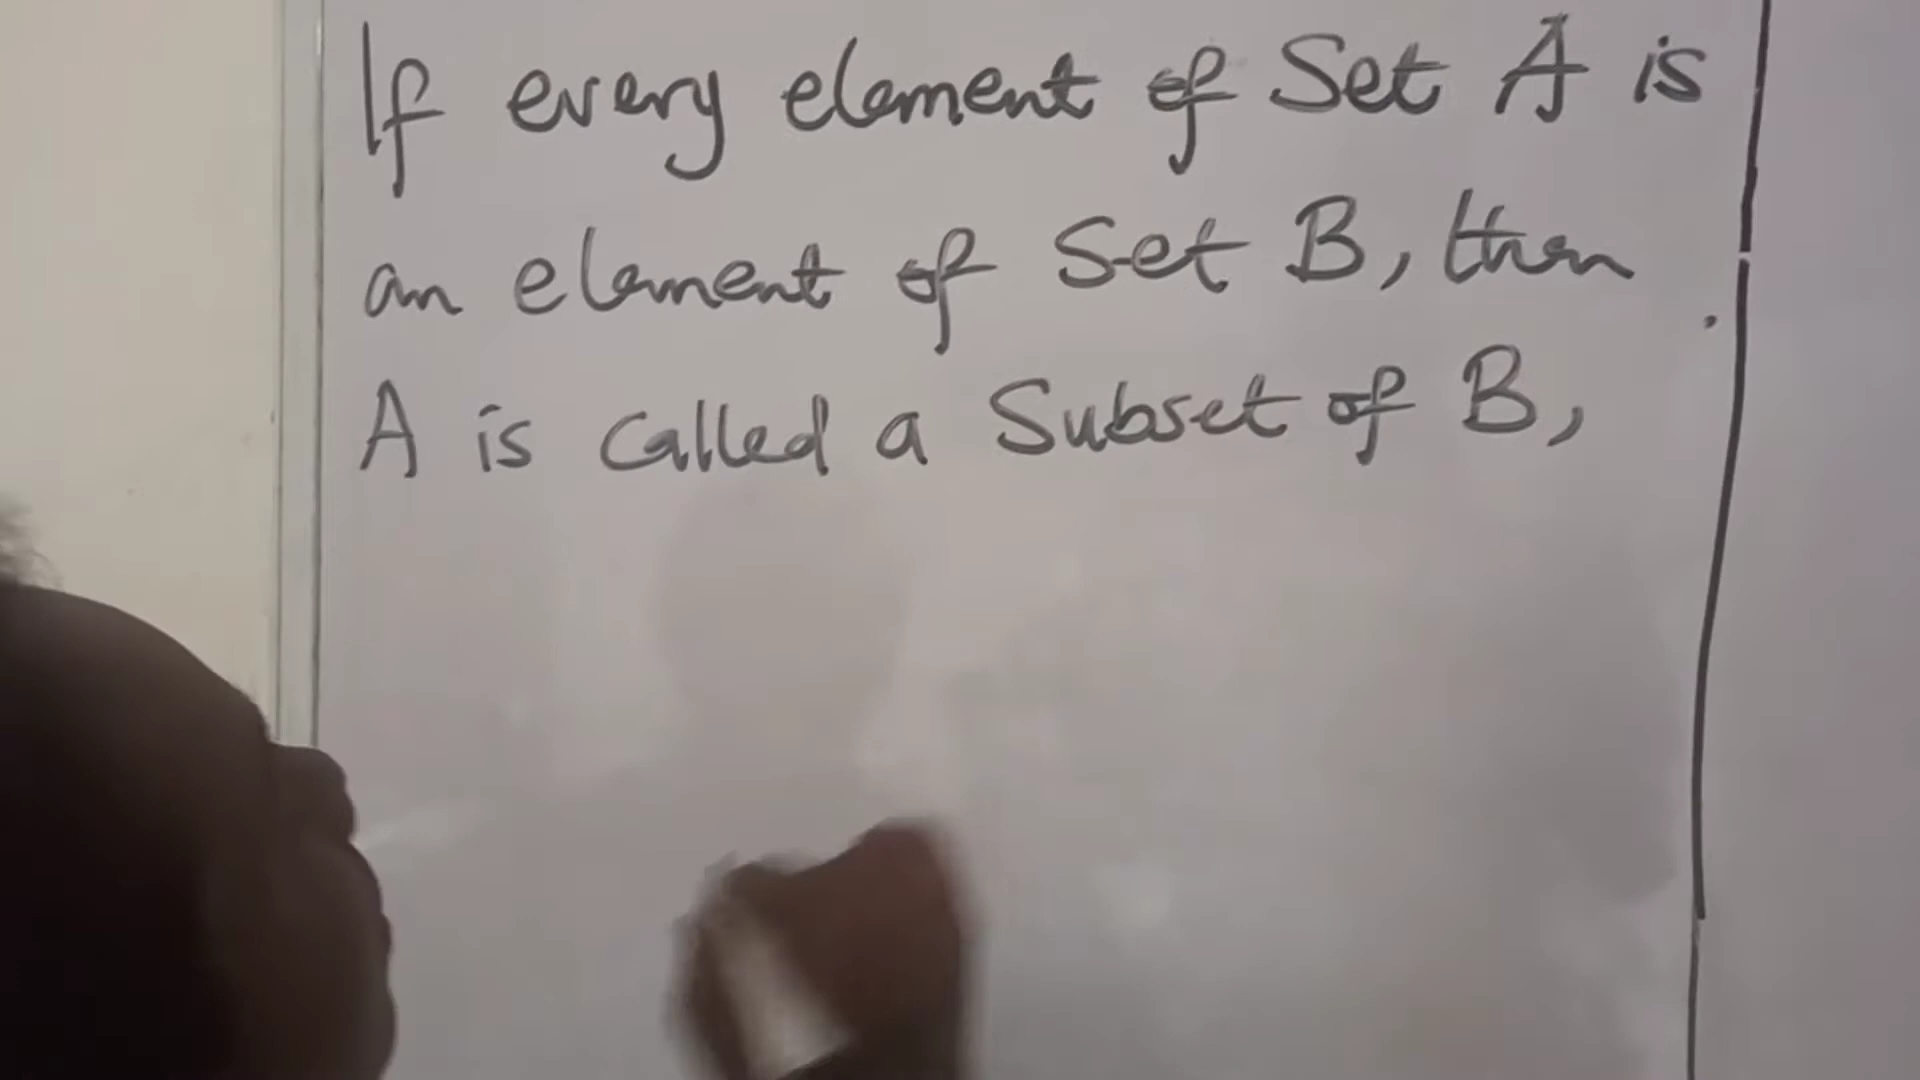 If every element of Set A is
an element of Set B, then
A is called a Subset of B,